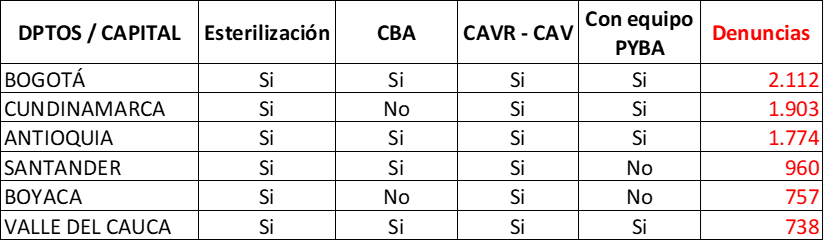 DPTOS / CAPITAL Esterilización CBA CAVR - CAV Con equipo PYBA Denuncias
BOGOTÁ Si Si Si Si 2.112
CUNDINAMARCA Si No Si Si 1.903
ANTIOQUIA Si Si Si Si 1.774
SANTANDER Si Si Si No 960
BOYACA Si No Si No 757
VALLE DEL CAUCA Si Si Si Si 738